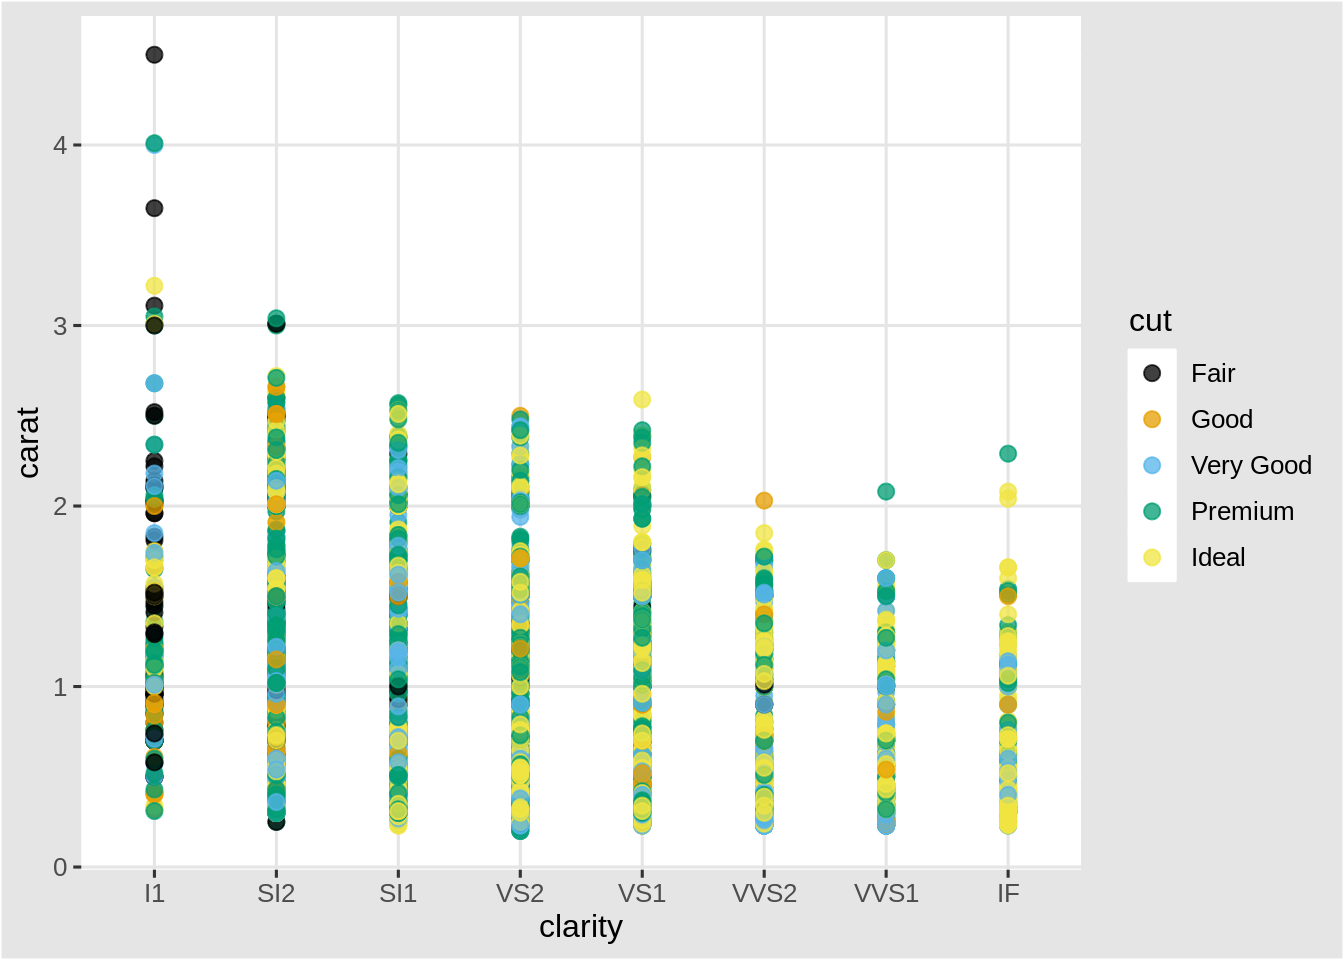 4
3
2
1
0
carat
I1 SI2 SI1 VS2 VS1 VVS2 VVS1 IF
clarity
cut
Fair
Good
Very Good
Premium
Ideal